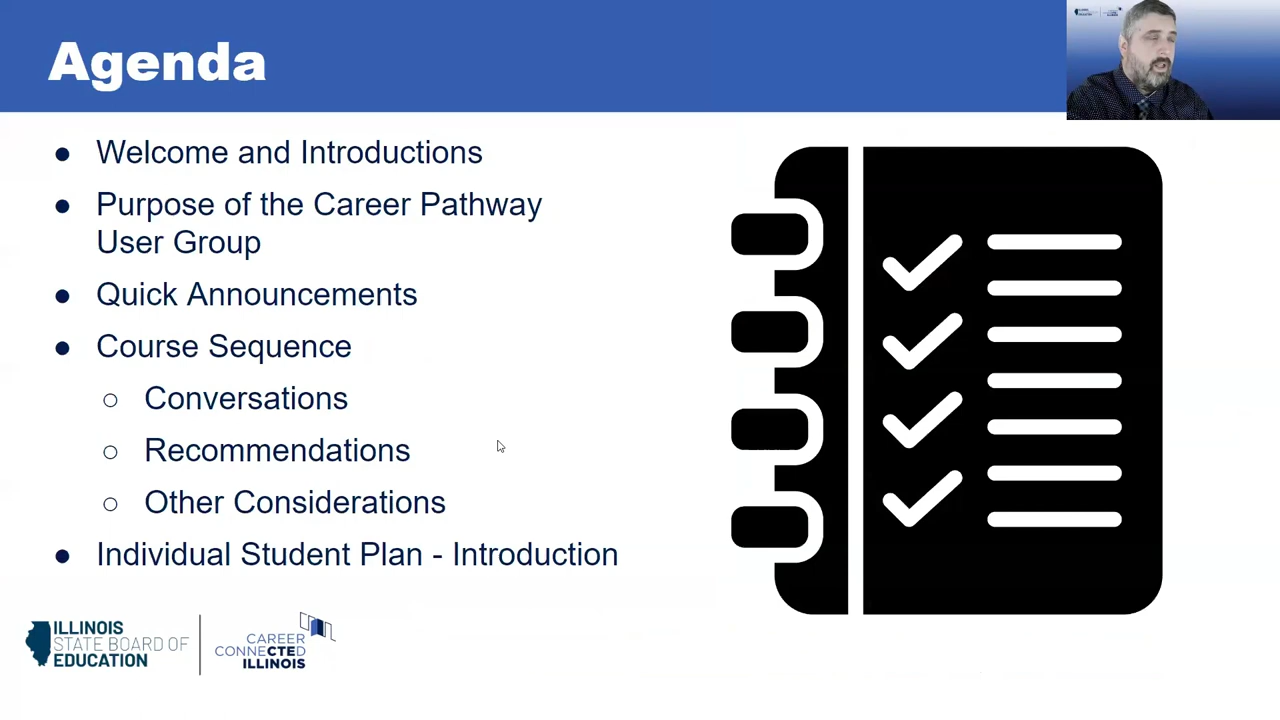 Agenda
● Welcome and Introductions
● Purpose of the Career Pathway
User Group
● Quick Announcements
● Course Sequence
○ Conversations
○ Recommendations
○ Other Considerations
● Individual Student Plan - Introduction
ILLINOIS
STATE BOARD OF
EDUCATION
CAREER
CONNECTED
ILLINOIS